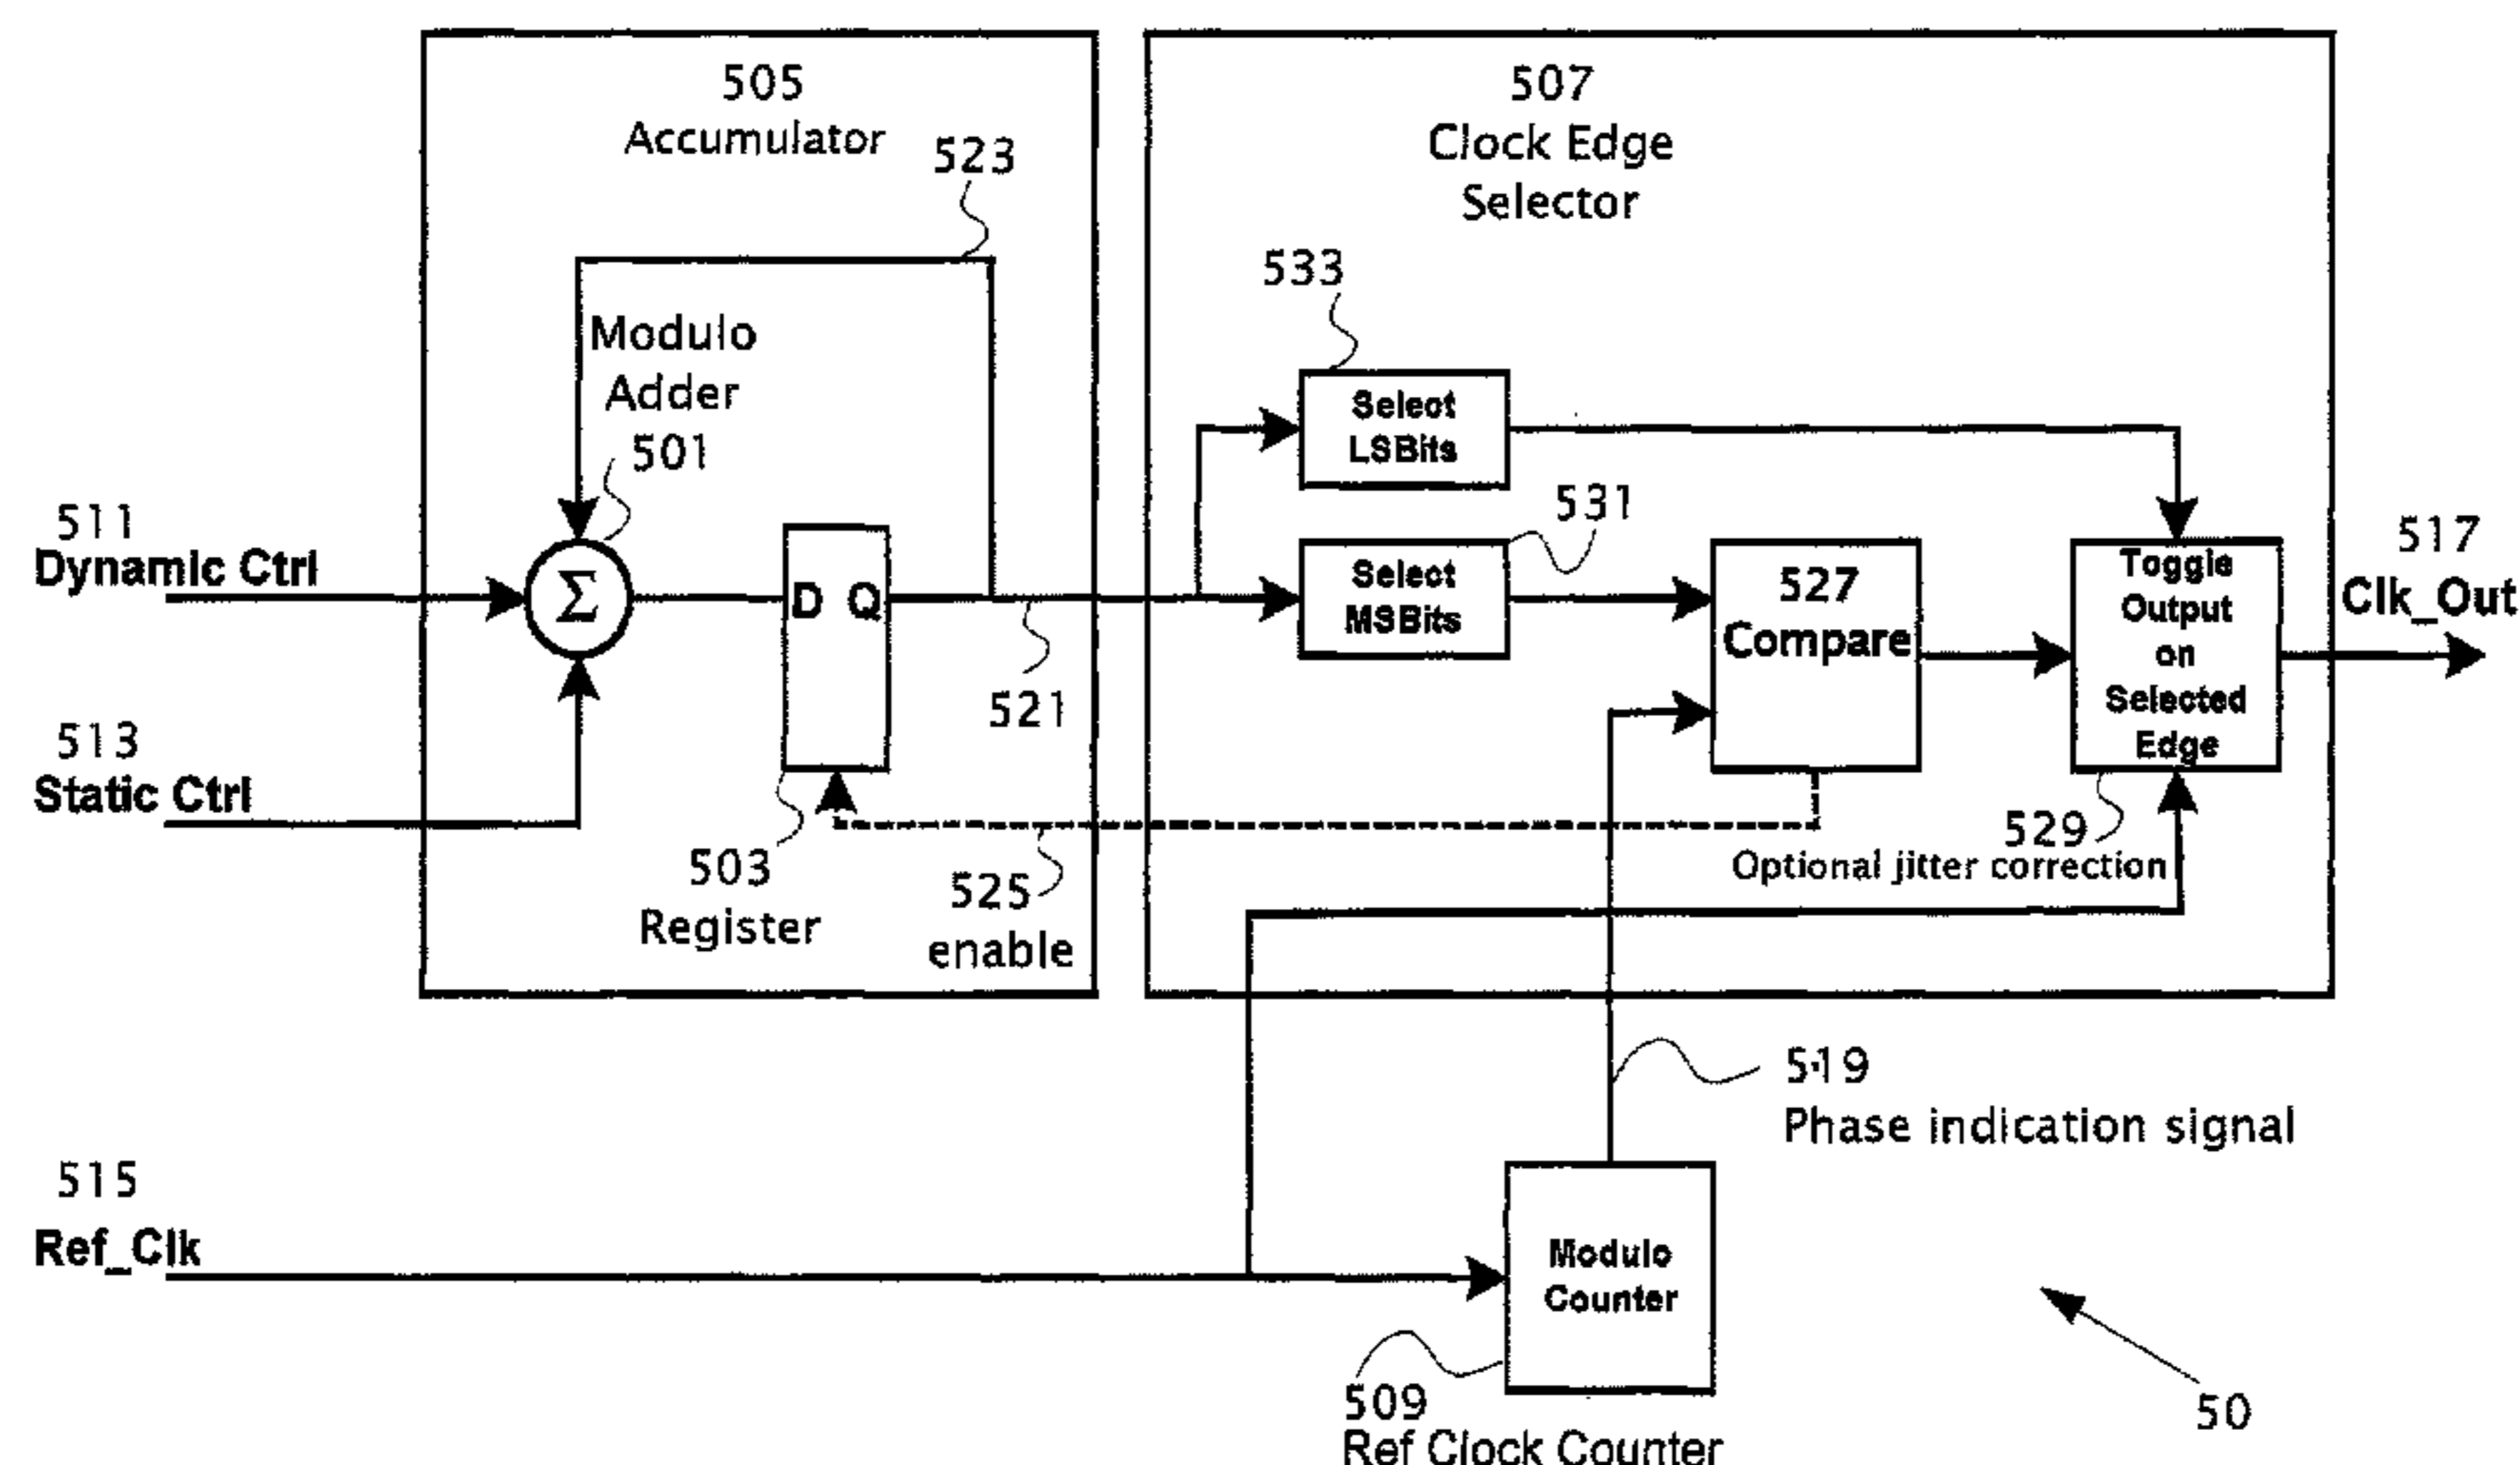 505
Accumulator
523
Modulo
Adder
501
511
Dynamic Ctrl
Σ
D Q
521
513
Static Ctrl
503
Register
525
enable
507
Clock Edge
Selector
533
Select
LSBits
531
Select
MSBits
527
Compare
Toggle
Output
on
Selected
Edge
517
Clk_Out
529
Optional jitter correction
519
Phase indication signal
515
Ref_Clk
Modulo
Counter
509
Ref Clock Counter
50